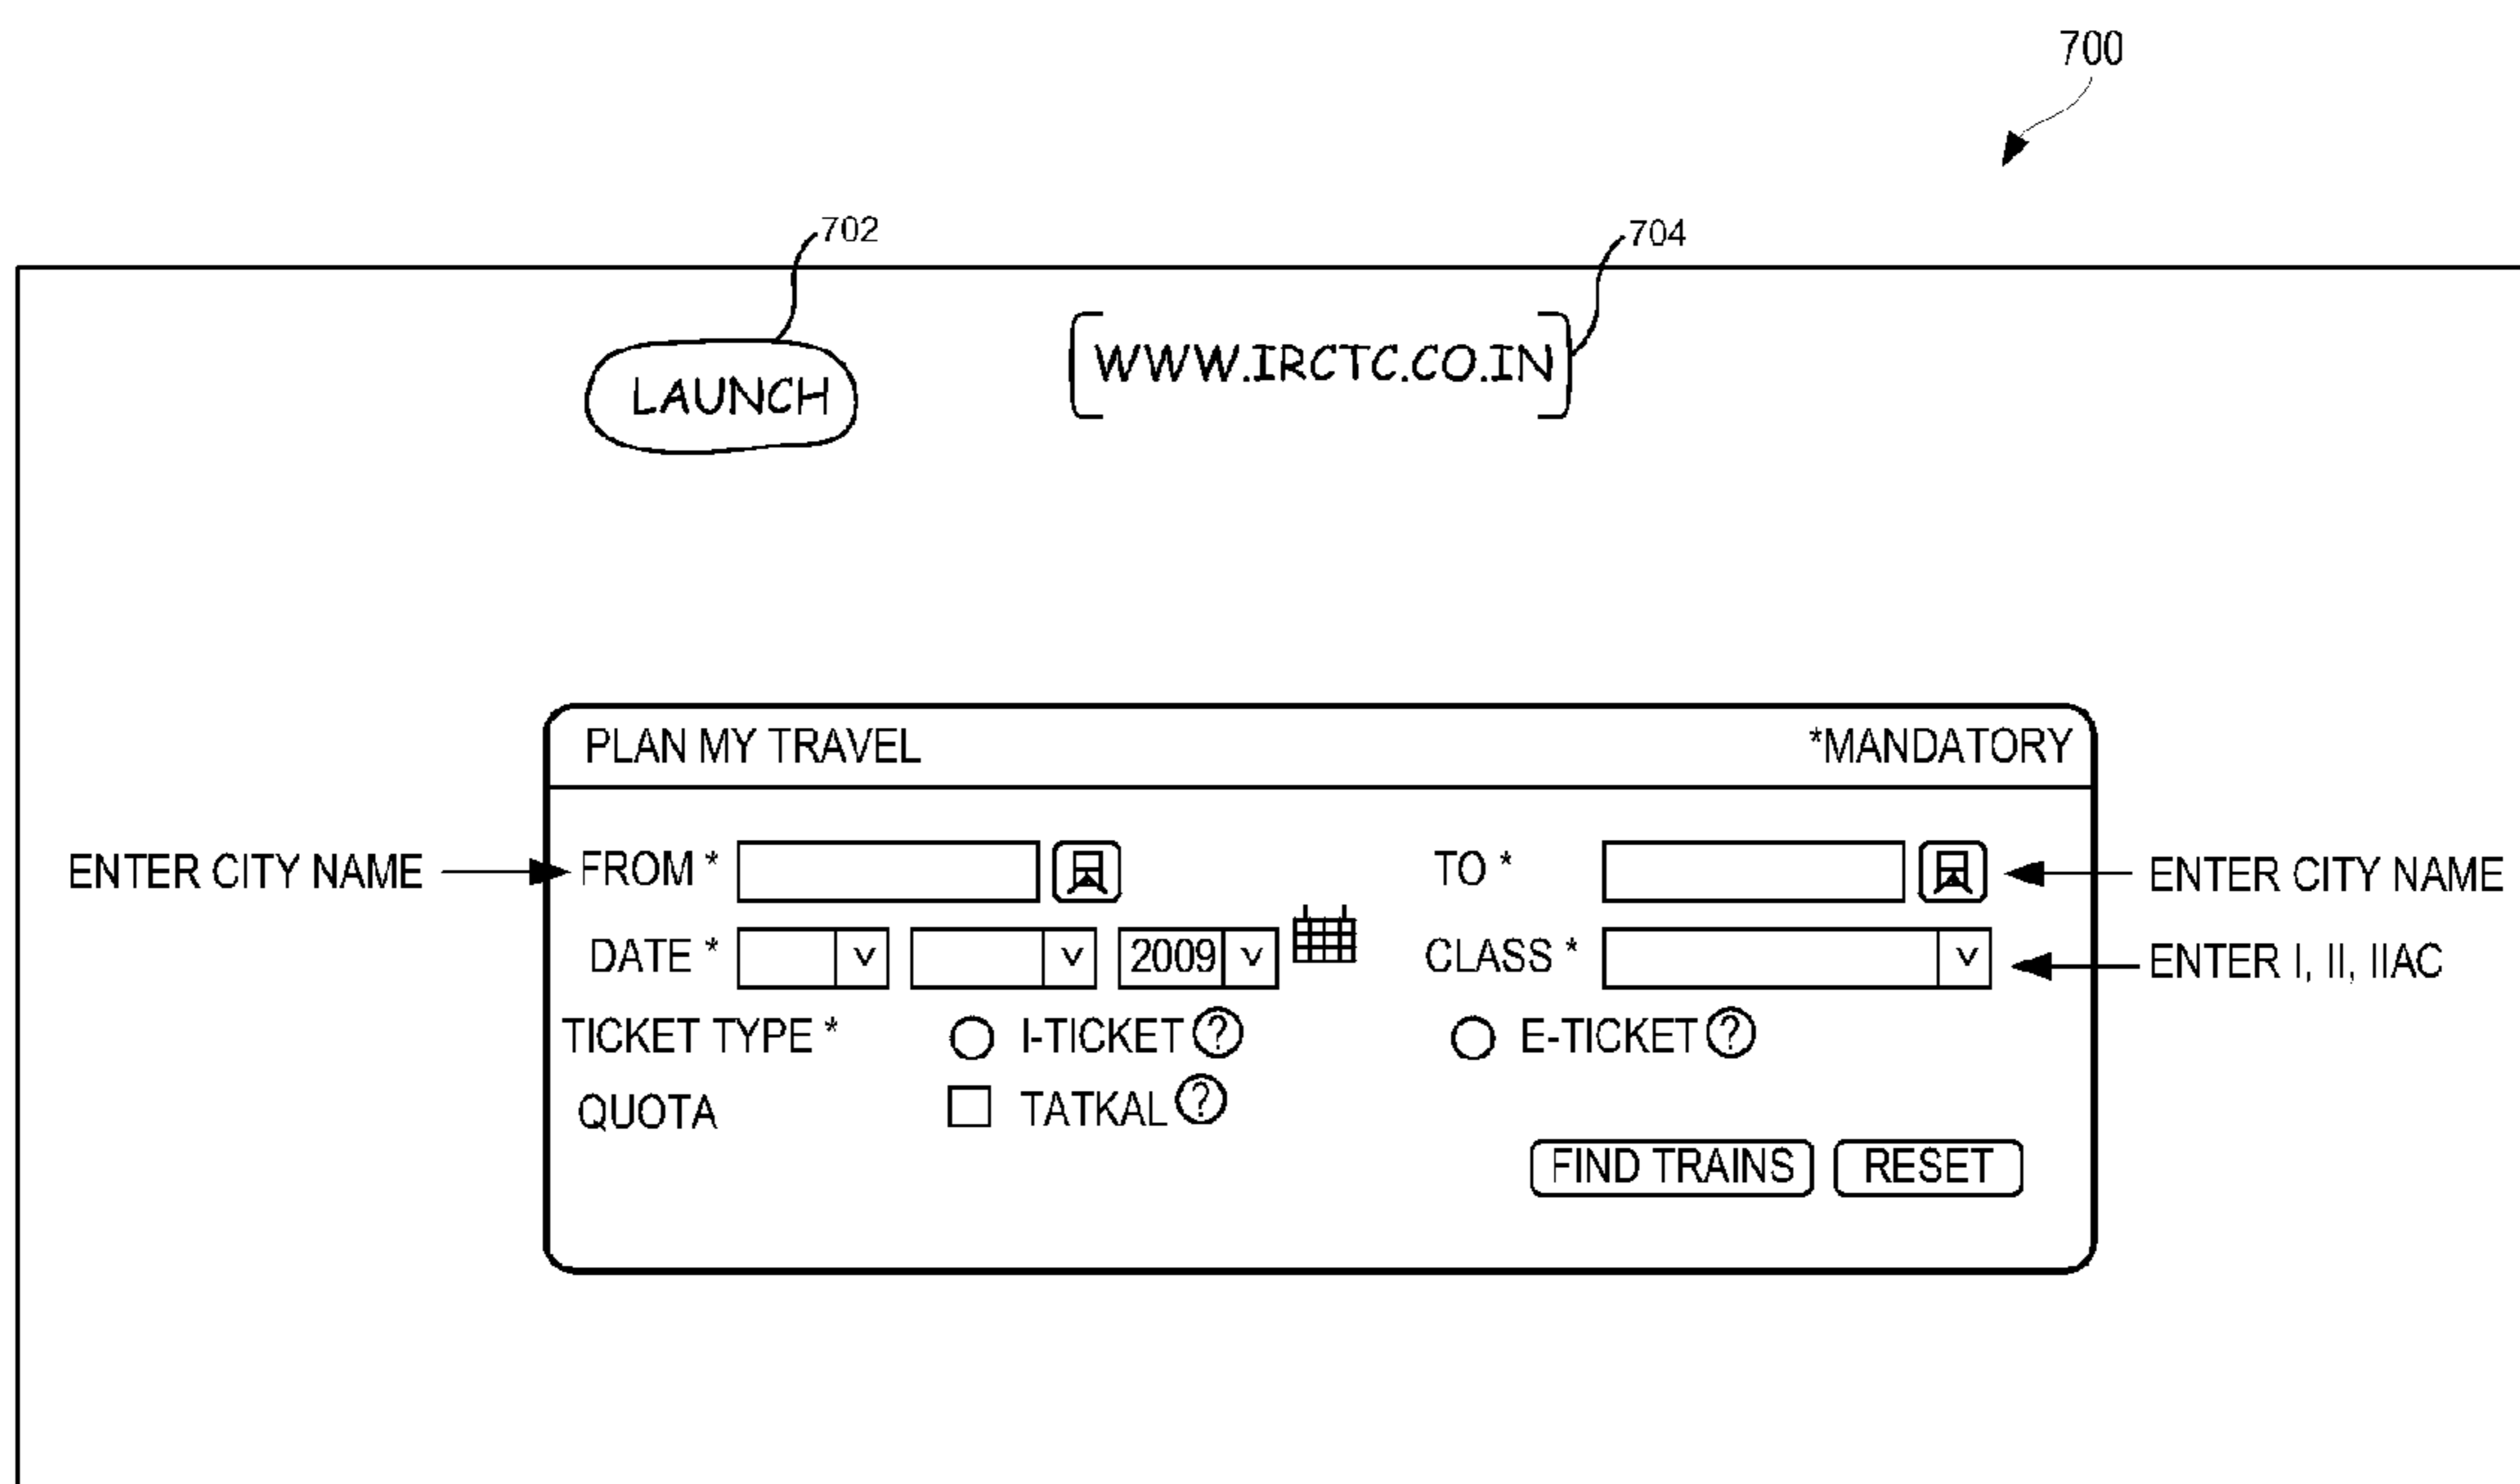 700
702
704
LAUNCH
WWW.IRCTC.CO.IN
PLAN MY TRAVEL *MANDATORY
ENTER CITY NAME FROM * TO * ENTER CITY NAME
DATE * V V 2009 V CLASS * V ENTER I, II, IIAC
TICKET TYPE * I-TICKET ? E-TICKET ?
QUOTA TATKAL ?
FIND TRAINS RESET